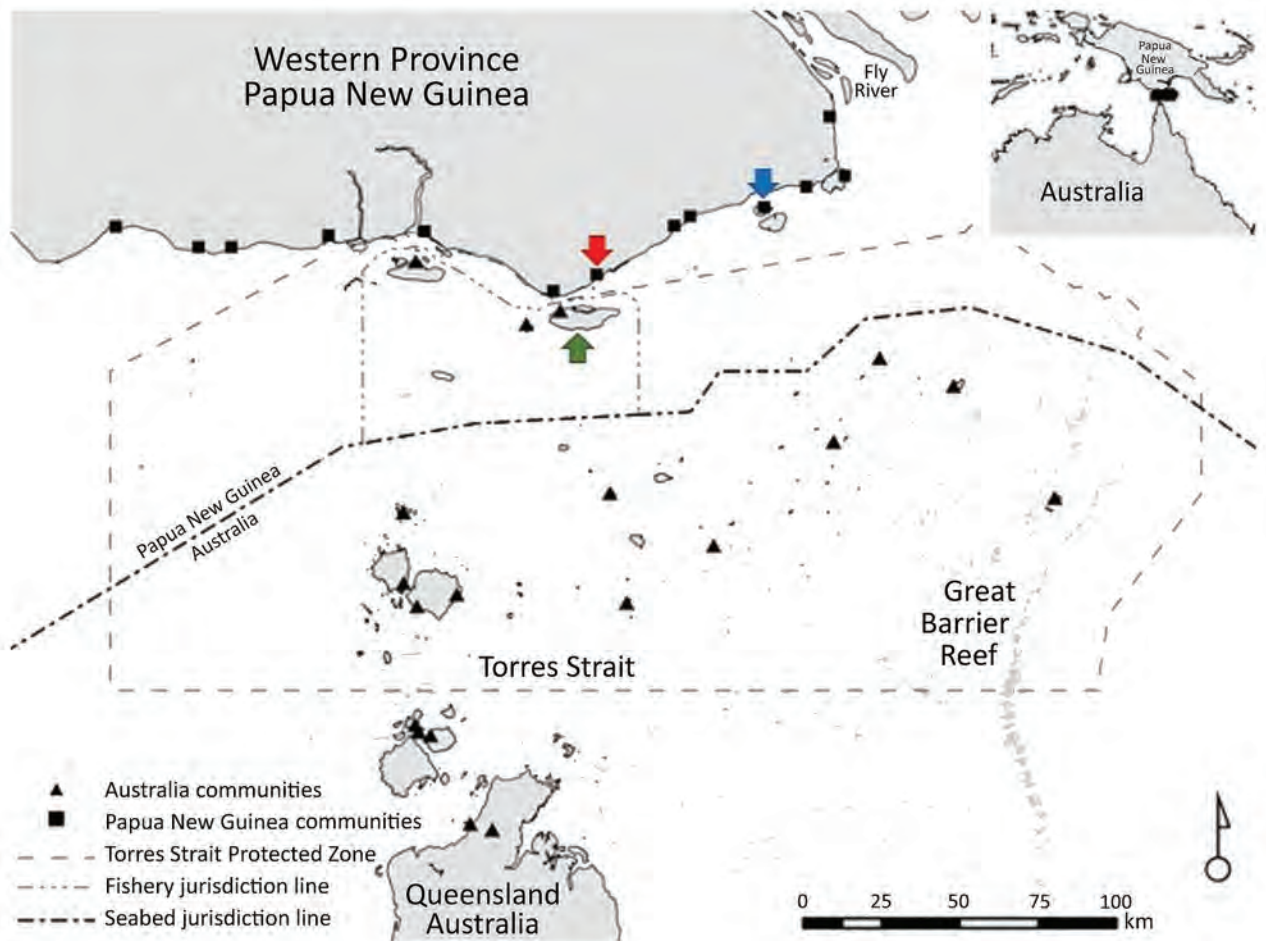 Western Province
Papua New Guinea
Fly
River
Papua
New
Guinea
Australia
Papua New Guinea
Australia
Great
Barrier
Reef
Torres Strait
Australia communities
Papua New Guinea communities
Torres Strait Protected Zone
Fishery jurisdiction line
Seabed jurisdiction line
Queensland
Australia
0 25 50 100
km